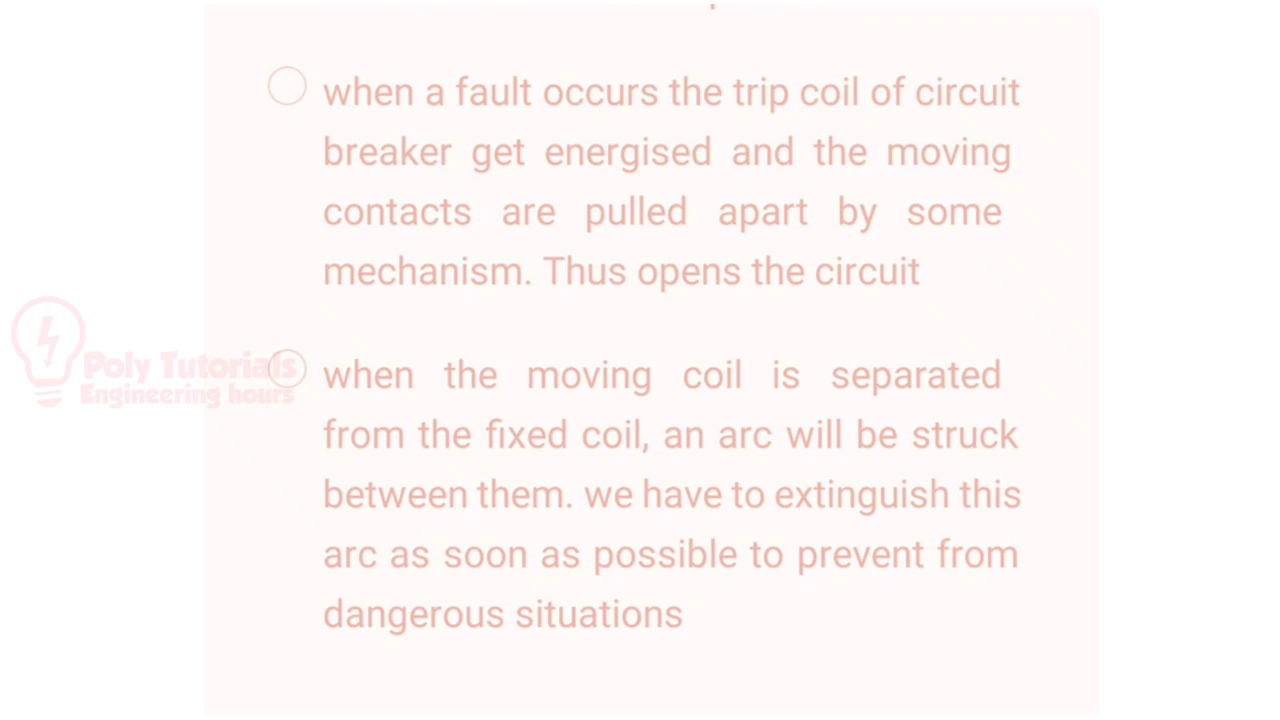 when a fault occurs the trip coil of circuit
breaker get energised and the moving
contacts are pulled apart by some
mechanism. Thus opens the circuit
Poly Tutorials
Engineering hours
when the moving coil is separated
from the fixed coil, an arc will be struck
between them. we have to extinguish this
arc as soon as possible to prevent from
dangerous situations